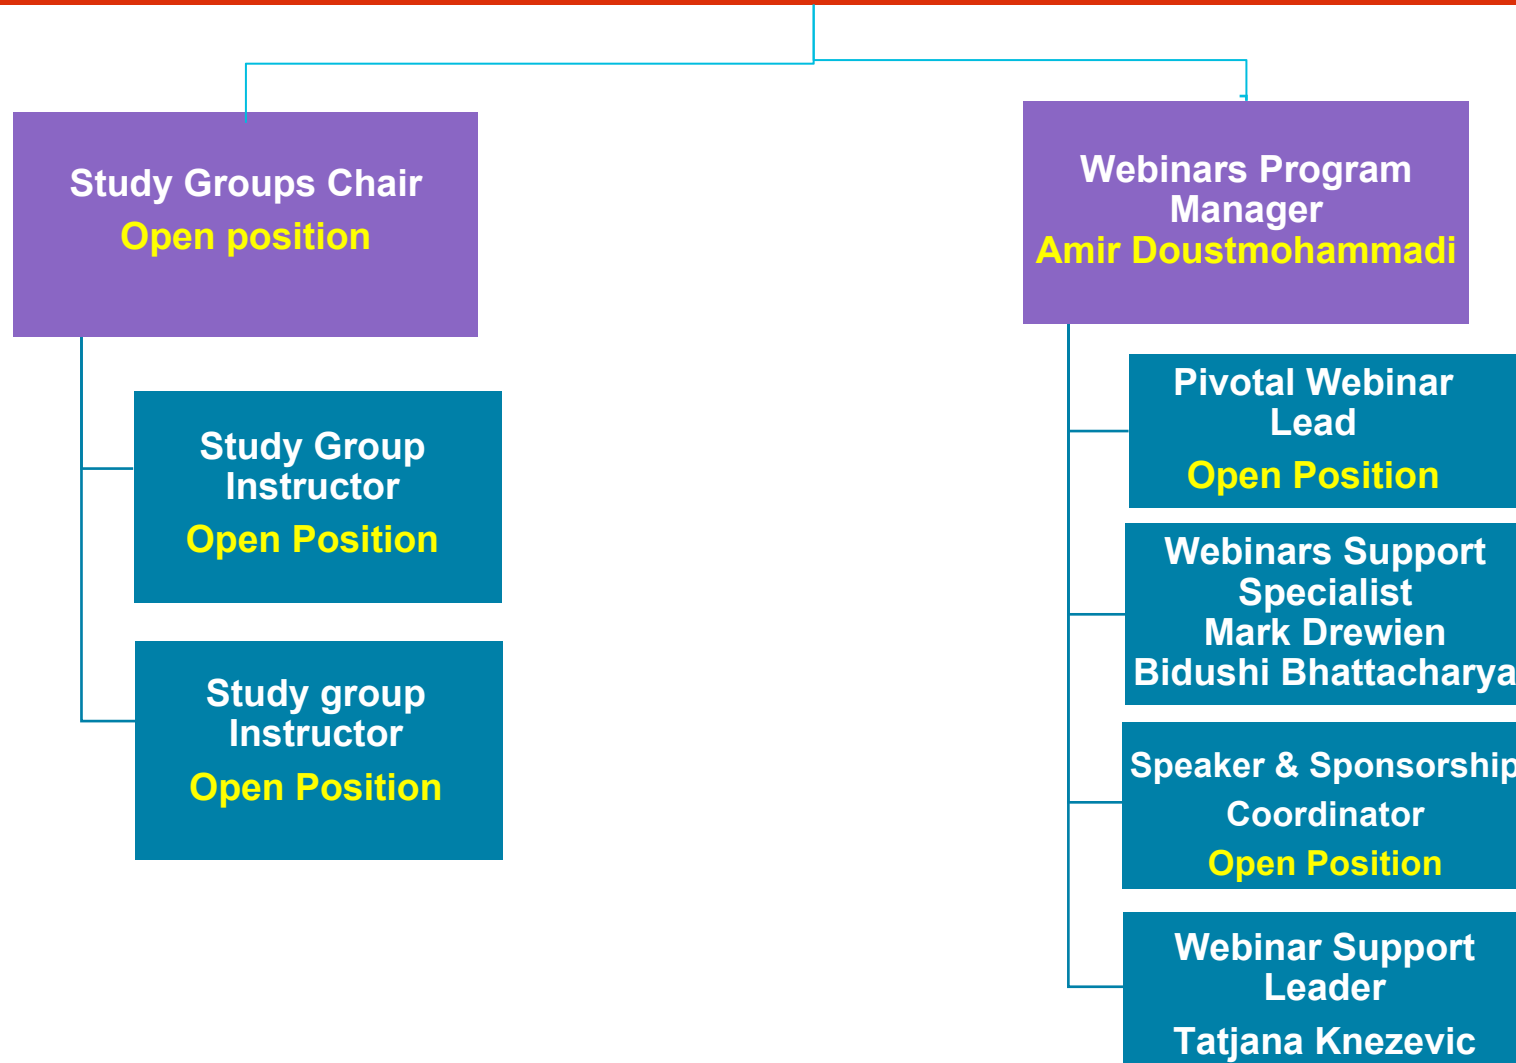 Study Groups Chair
Open position
Study Group
Instructor
Open Position
Study group
Instructor
Open Position
Webinars Program
Manager
Amir Doustmohammadi
Pivotal Webinar
Lead
Open Position
Webinars Support
Specialist
Mark Drewien
Bidushi Bhattacharya
Speaker & Sponsorship
Coordinator
Open Position
Webinar Support
Leader
Tatjana Knezevic